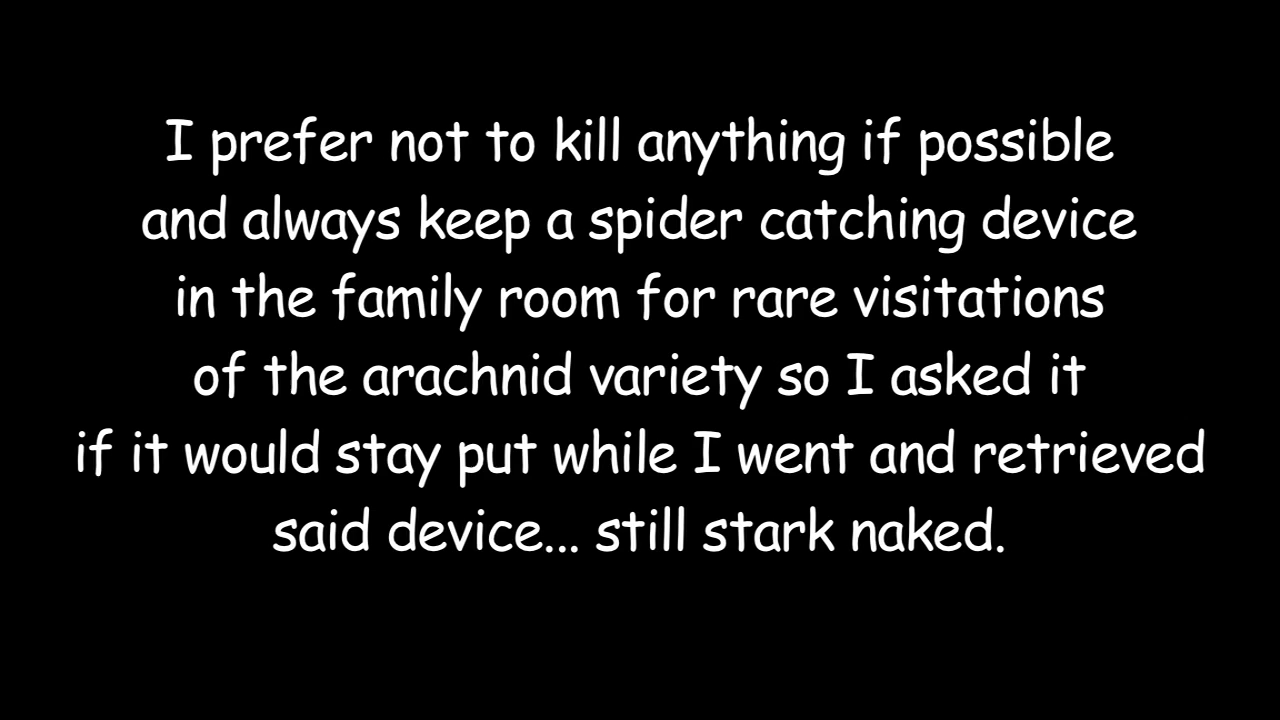 I prefer not to kill anything if possible
and always keep a spider catching device
in the family room for rare visitations
of the arachnid variety so I asked it
if it would stay put while I went and retrieved
said device... still stark naked.